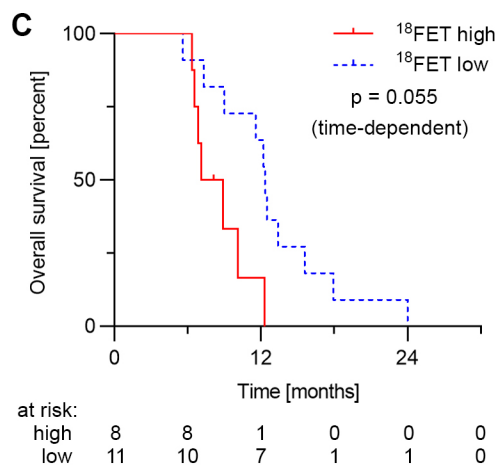 C
¹⁸FET high
¹⁸FET low
p = 0.055
(time-dependent)
Overall survival [percent]
100
50
0
0 12 24
Time [months]
at risk:
high 8 8 1 0 0 0
low 11 10 7 1 1 0